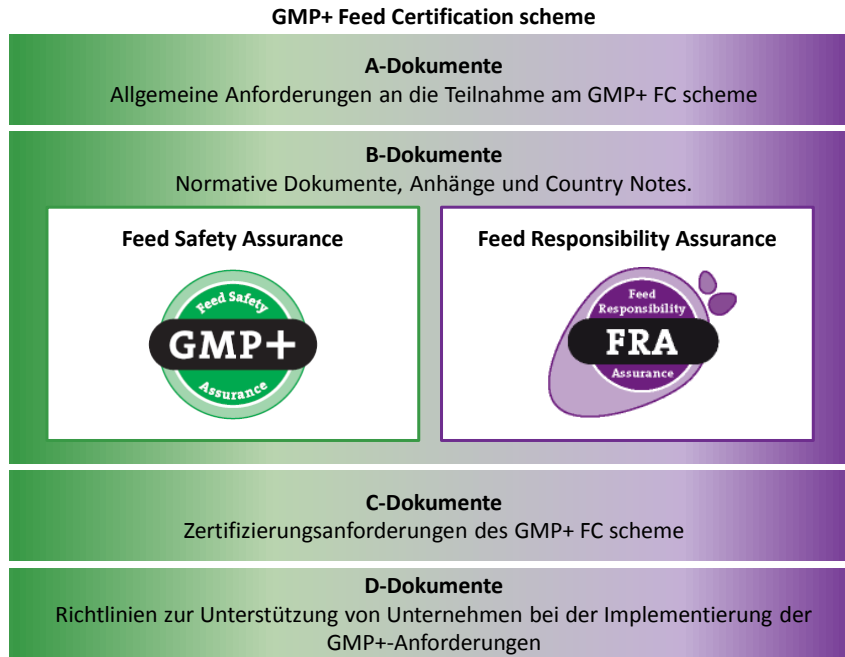 GMP+ Feed Certification scheme
A-Dokumente
Allgemeine Anforderungen an die Teilnahme am GMP+ FC scheme
B-Dokumente
Normative Dokumente, Anhänge und Country Notes.
Feed Safety Assurance
Feed Safety
GMP+
Assurance
Feed Responsibility Assurance
Feed
Responsibility
FRA
Assurance
C-Dokumente
Zertifizierungsanforderungen des GMP+ FC scheme
D-Dokumente
Richtlinien zur Unterstützung von Unternehmen bei der Implementierung der
GMP+-Anforderungen